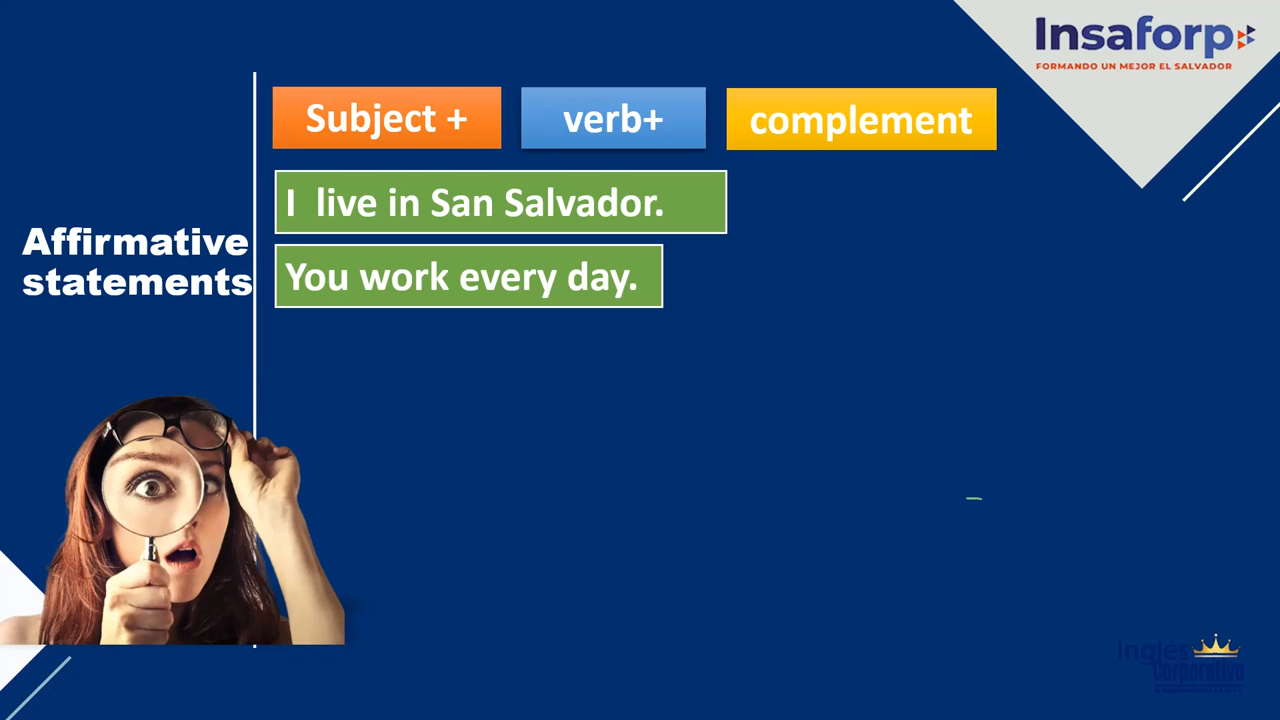 Insaforp
FORMANDO UN MEJOR EL SALVADOR
Subject +
verb+
complement
I live in San Salvador.
Affirmative
statements
You work every day.
Inglés
Corporativo